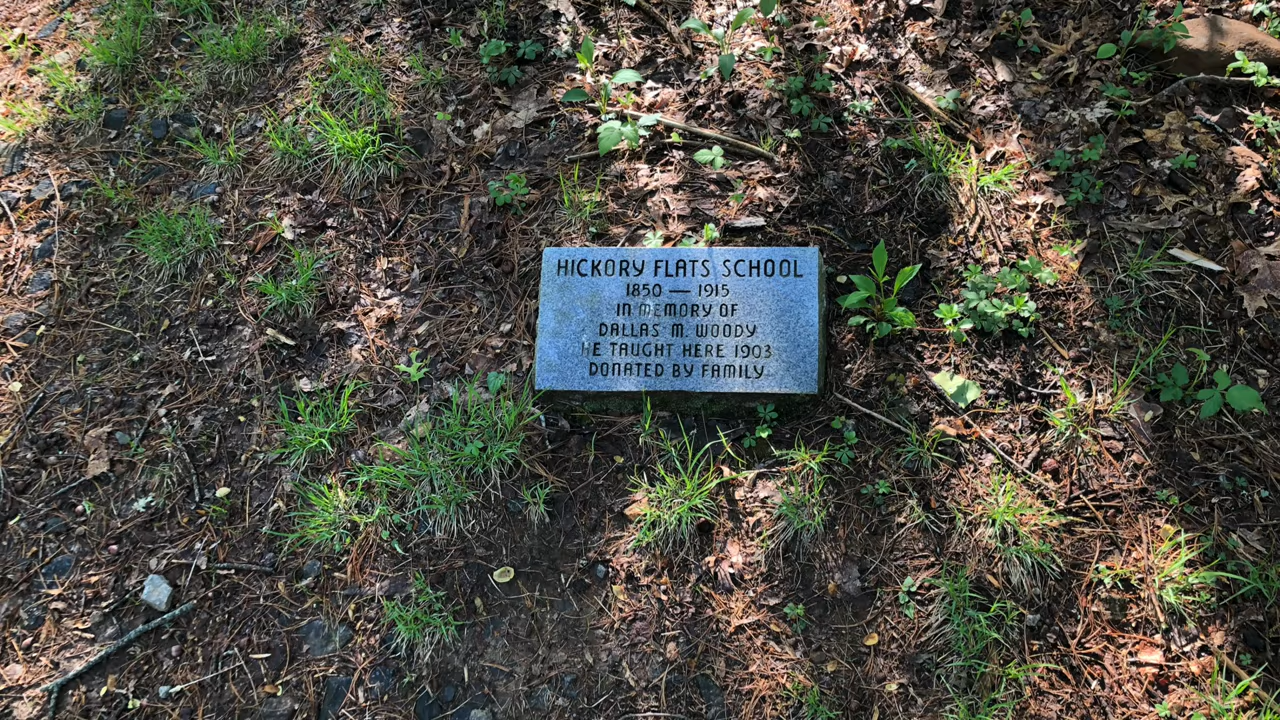 HICKORY FLATS SCHOOL
1850 — 1915
IN MEMORY OF
DALLAS M. WOODY
HE TAUGHT HERE 1903
DONATED BY FAMILY